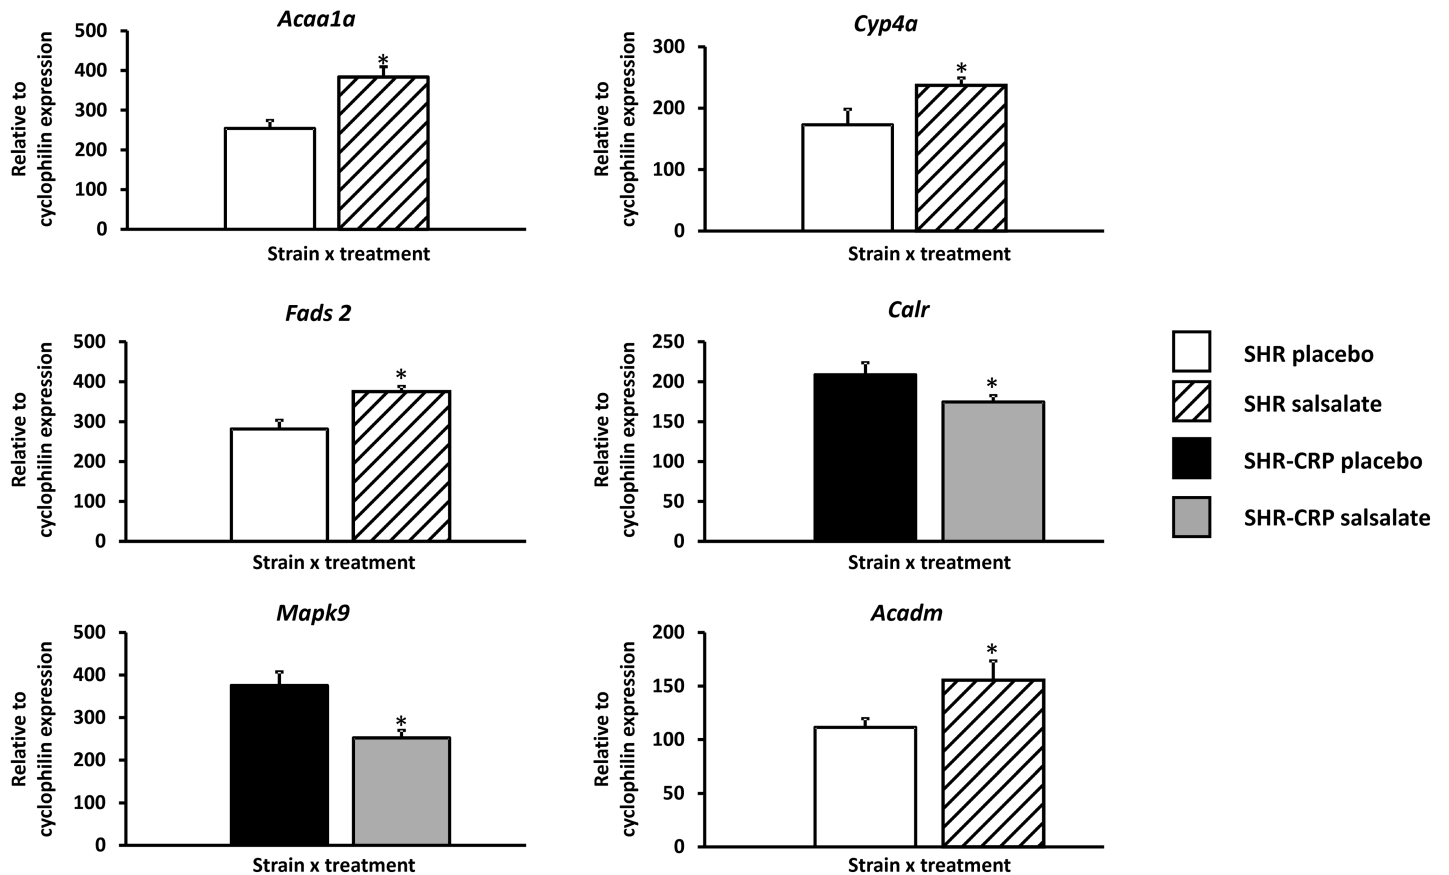 Acaa1a
Relative to
cyclophilin expression
500
400
300
200
100
0
*
Strain x treatment
Cyp4a
Relative to
cyclophilin expression
300
200
100
0
*
Strain x treatment
Fads 2
Relative to
cyclophilin expression
500
400
300
200
100
0
*
Strain x treatment
Calr
Relative to
cyclophilin expression
250
200
150
100
50
0
*
Strain x treatment
SHR placebo
SHR salsalate
SHR-CRP placebo
SHR-CRP salsalate
Mapk9
Relative to
cyclophilin expression
500
400
300
200
100
0
*
Strain x treatment
Acadm
Relative to
cyclophilin expression
200
150
100
50
0
*
Strain x treatment